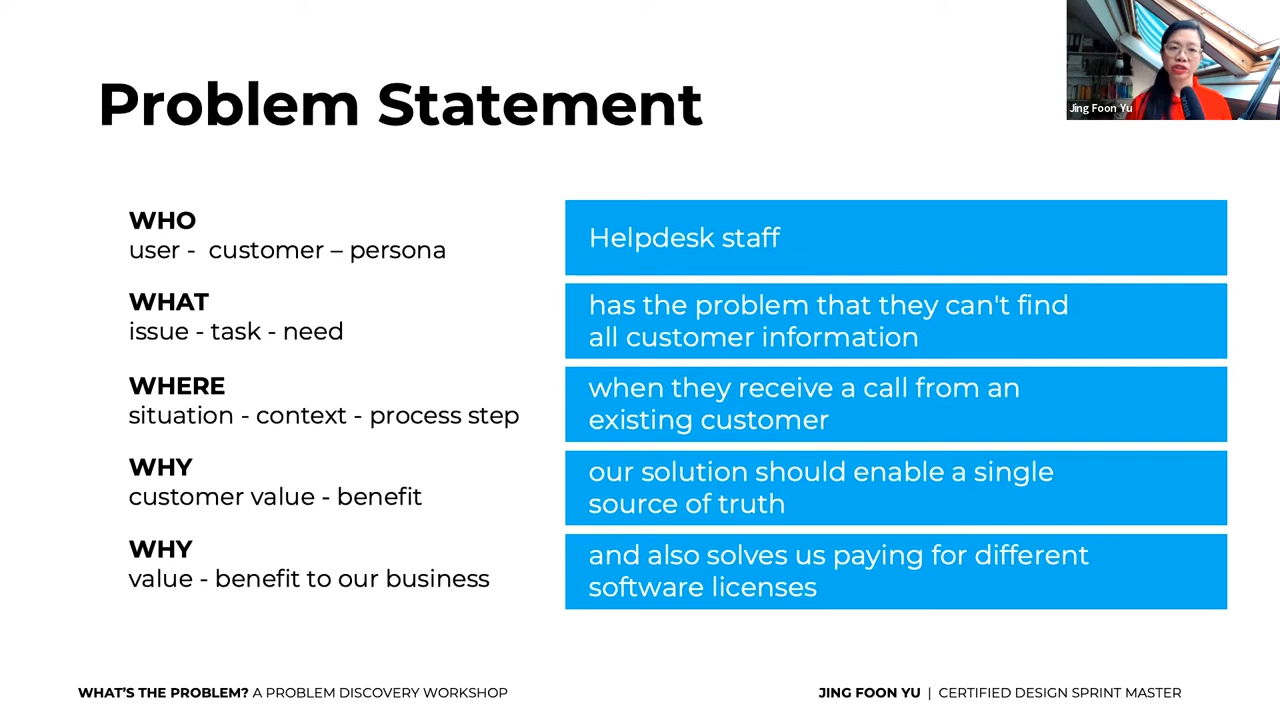 Jing Foon Yu
Problem Statement
WHO
user -  customer – persona
Helpdesk staff
WHAT
issue - task - need
has the problem that they can't find
all customer information
WHERE
situation - context - process step
when they receive a call from an
existing customer
WHY
customer value - benefit
our solution should enable a single
source of truth
WHY
value - benefit to our business
and also solves us paying for different
software licenses
WHAT'S THE PROBLEM? A PROBLEM DISCOVERY WORKSHOP
JING FOON YU | CERTIFIED DESIGN SPRINT MASTER